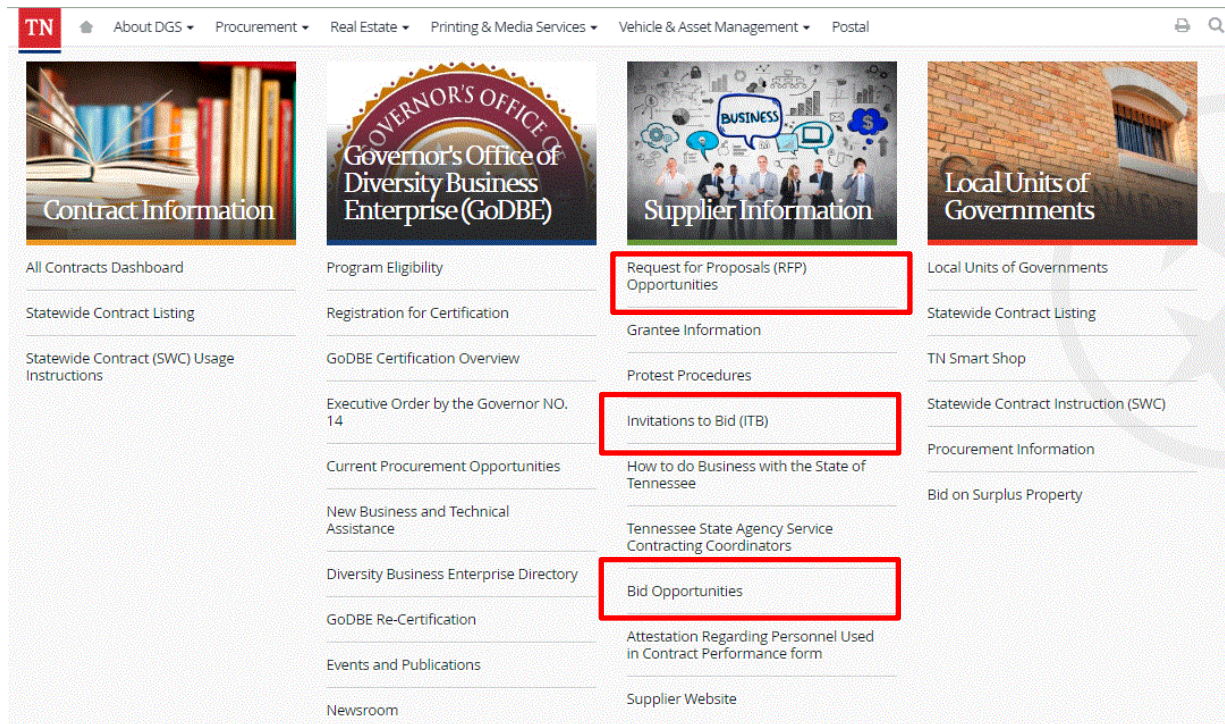 TN
About DGS
Procurement
Real Estate
Printing & Media Services
Vehicle & Asset Management
Postal
Contract Information
All Contracts Dashboard
Statewide Contract Listing
Statewide Contract (SWC) Usage
Instructions
GOVERNOR'S OFFICE OF
Governor's Office of
Diversity Business
Enterprise (GoDBE)
Program Eligibility
Registration for Certification
GoDBE Certification Overview
Executive Order by the Governor NO.
14
Current Procurement Opportunities
New Business and Technical
Assistance
Diversity Business Enterprise Directory
GoDBE Re-Certification
Events and Publications
Newsroom
BUSINESS
Supplier Information
Request for Proposals (RFP)
Opportunities
Grantee Information
Protest Procedures
Invitations to Bid (ITB)
How to do Business with the State of
Tennessee
Tennessee State Agency Service
Contracting Coordinators
Bid Opportunities
Attestation Regarding Personnel Used
in Contract Performance form
Supplier Website
Local Units of
Governments
Local Units of Governments
Statewide Contract Listing
TN Smart Shop
Statewide Contract Instruction (SWC)
Procurement Information
Bid on Surplus Property